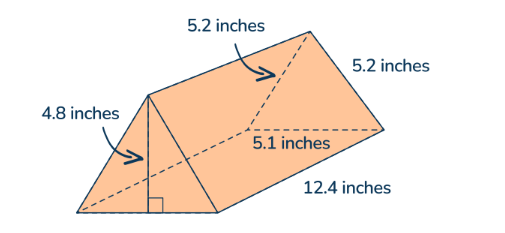 5.2 inches
5.2 inches
4.8 inches
5.1 inches
12.4 inches